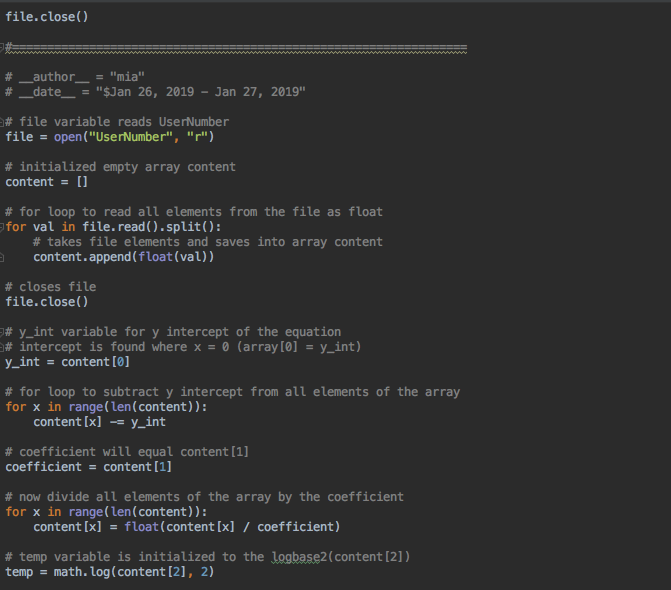 file.close()
#================================================================
# __author__ = "mia"
# __date__ = "$Jan 26, 2019 - Jan 27, 2019"
# file variable reads UserNumber
file = open("UserNumber", "r")
# initialized empty array content
content = []
# for loop to read all elements from the file as float
for val in file.read().split():
    # takes file elements and saves into array content
    content.append(float(val))
# closes file
file.close()
# y_int variable for y intercept of the equation
# intercept is found where x = 0 (array[0] = y_int)
y_int = content[0]
# for loop to subtract y intercept from all elements of the array
for x in range(len(content)):
    content[x] -= y_int
# coefficient will equal content[1]
coefficient = content[1]
# now divide all elements of the array by the coefficient
for x in range(len(content)):
    content[x] = float(content[x] / coefficient)
# temp variable is initialized to the logbase2(content[2])
temp = math.log(content[2], 2)